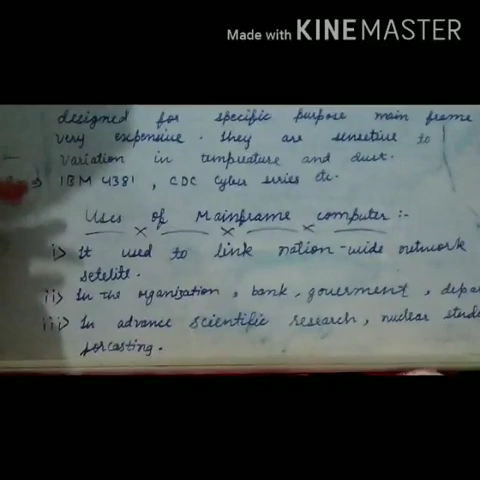 Made with KINEMASTER
designed for specific purpose main frame
very expensive. they are sensetive to
variation in tempreature and dust.
IBM 4381, CDC Cyber series etc.
Uses of Mainframe computer :-
i> It used to link nation-wide network
setelite.
ii> In the organization, bank, gouerment, depa
iii> In advance scientific research, nuclear stud
forcasting.